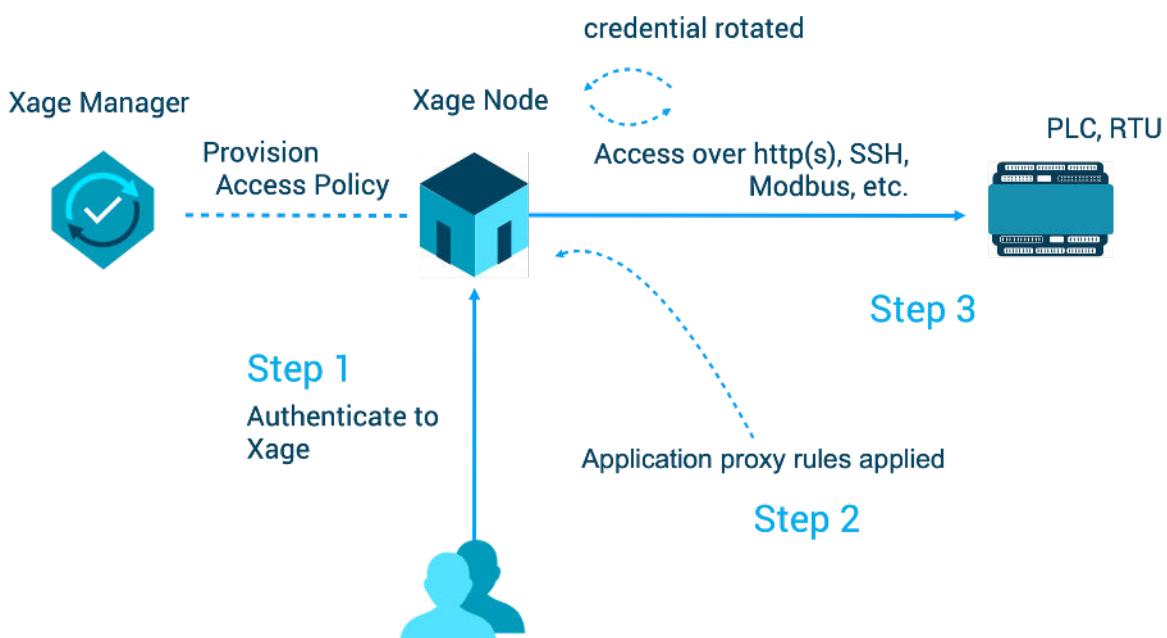 credential rotated
Xage Manager
Xage Node
PLC, RTU
Provision
Access Policy
Access over http(s), SSH,
Modbus, etc.
Step 3
Step 1
Authenticate to
Xage
Application proxy rules applied
Step 2